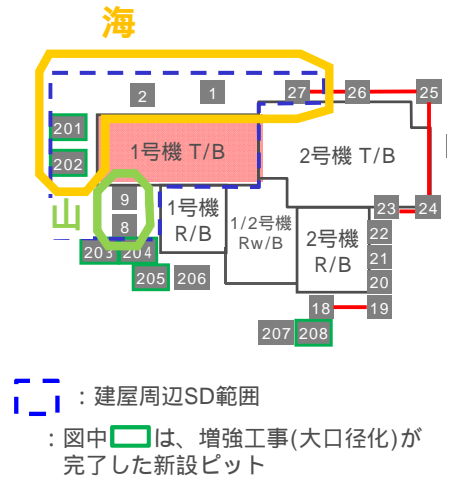 海
2 1 27 26 25
201
1号機 T/B
2号機 T/B
202
山
9
8
1号機
R/B
1/2号機
Rw/B
2号機
R/B
23 24
22
21
20
203 204
205 206
18 19
207 208
：建屋周辺SD範囲
：図中 は、増強工事(大口径化)が
完了した新設ピット